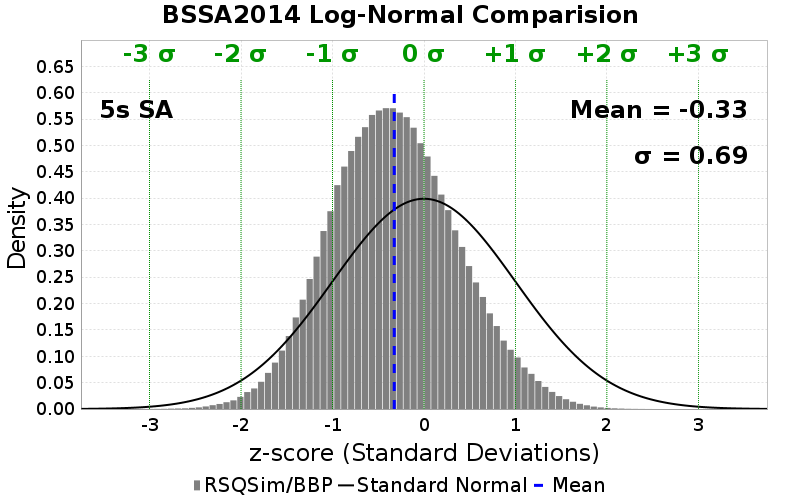 BSSA2014 Log-Normal Comparision
-3 σ -2 σ -1 σ 0 σ +1 σ +2 σ +3 σ
5s SA
Mean = -0.33
σ = 0.69
Density
0.65
0.60
0.55
0.50
0.45
0.40
0.35
0.30
0.25
0.20
0.15
0.10
0.05
0.00
-3 -2 -1 0 1 2 3
z-score (Standard Deviations)
RSQSim/BBP Standard Normal Mean